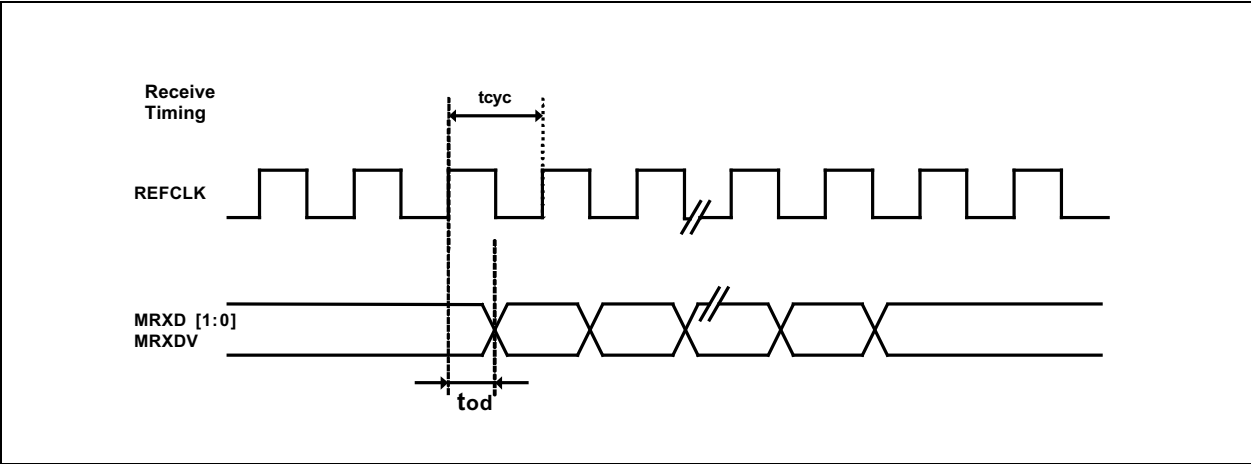 Receive
Timing
tcyc
REFCLK
MRXD [1:0]
MRXDV
tod